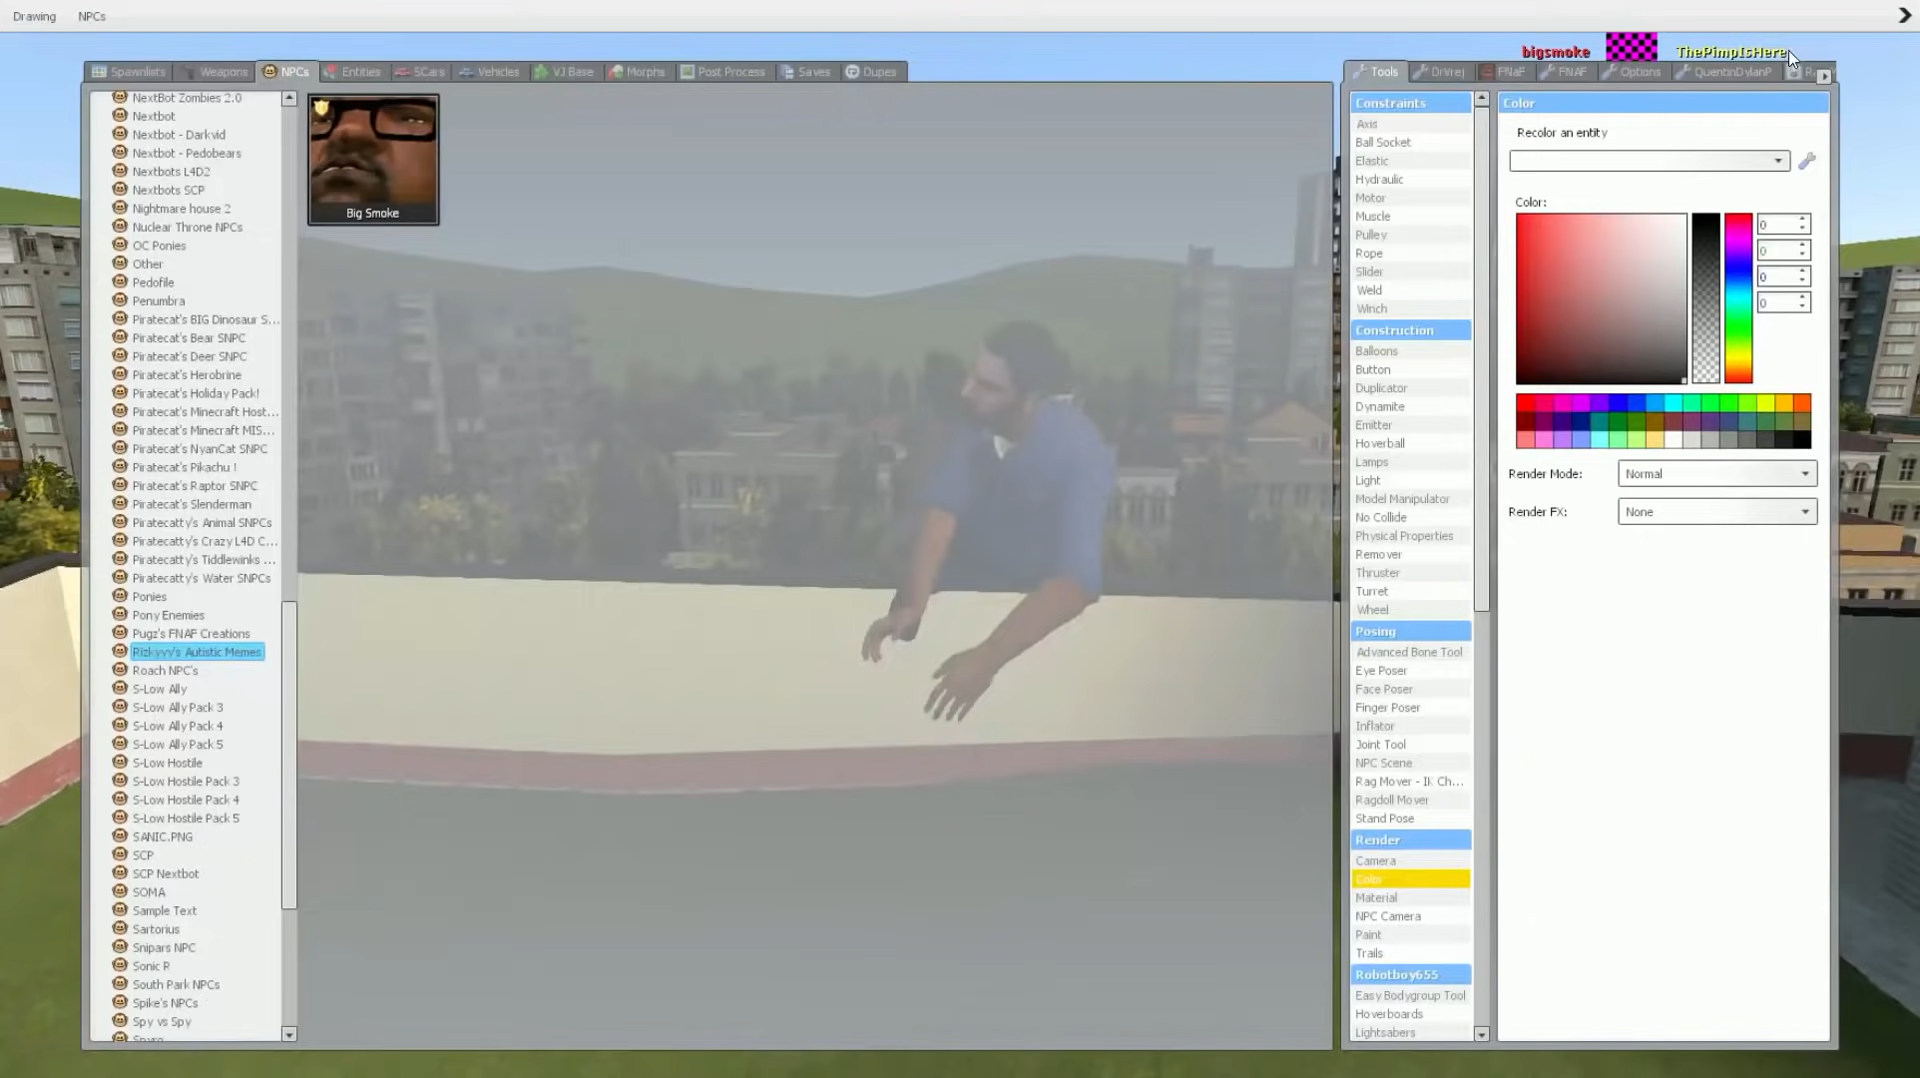 Drawing NPCs
bigsmoke ThePimpIsHere
Spawnlists Weapons NPCs Entities SCars Vehicles VJ Base Morphs Post Process Saves Dupes
Tools DrVrej FNaF FNAF Options QuentinDylanP
NextBot Zombies 2.0
Nextbot
Nextbot - Darkvid
Nextbot - Pedobears
Nextbots L4D2
Nextbots SCP
Nightmare house 2
Nuclear Throne NPCs
OC Ponies
Other
Pedofile
Penumbra
Piratecat's BIG Dinosaur S...
Piratecat's Bear SNPC
Piratecat's Deer SNPC
Piratecat's Herobrine
Piratecat's Holiday Pack!
Piratecat's Minecraft Host...
Piratecat's Minecraft MIS...
Piratecat's NyanCat SNPC
Piratecat's Pikachu !
Piratecat's Raptor SNPC
Piratecat's Slenderman
Piratecatty's Animal SNPCs
Piratecatty's Crazy L4D C...
Piratecatty's Tiddlewinks ...
Piratecatty's Water SNPCs
Ponies
Pony Enemies
Pugz's FNAF Creations
Rizkyvy's Autistic Memes
Roach NPC's
S-Low Ally
S-Low Ally Pack 3
S-Low Ally Pack 4
S-Low Ally Pack 5
S-Low Hostile
S-Low Hostile Pack 3
S-Low Hostile Pack 4
S-Low Hostile Pack 5
SANIC.PNG
SCP
SCP Nextbot
SOMA
Sample Text
Sartorius
Snipars NPC
Sonic R
South Park NPCs
Spike's NPCs
Spy vs Spy
Spyro
Big Smoke
Constraints
Axis
Ball Socket
Elastic
Hydraulic
Motor
Muscle
Pulley
Rope
Slider
Weld
Winch
Construction
Balloons
Button
Duplicator
Dynamite
Emitter
Hoverball
Lamps
Light
Model Manipulator
No Collide
Physical Properties
Remover
Thruster
Turret
Wheel
Posing
Advanced Bone Tool
Eye Poser
Face Poser
Finger Poser
Inflator
Joint Tool
NPC Scene
Rag Mover - IK Ch...
Ragdoll Mover
Stand Pose
Render
Camera
Color
Material
NPC Camera
Paint
Trails
Robotboy655
Easy Bodygroup Tool
Hoverboards
Lightsabers
Color
Recolor an entity
Color:
0
0
0
0
Render Mode: Normal
Render FX: None